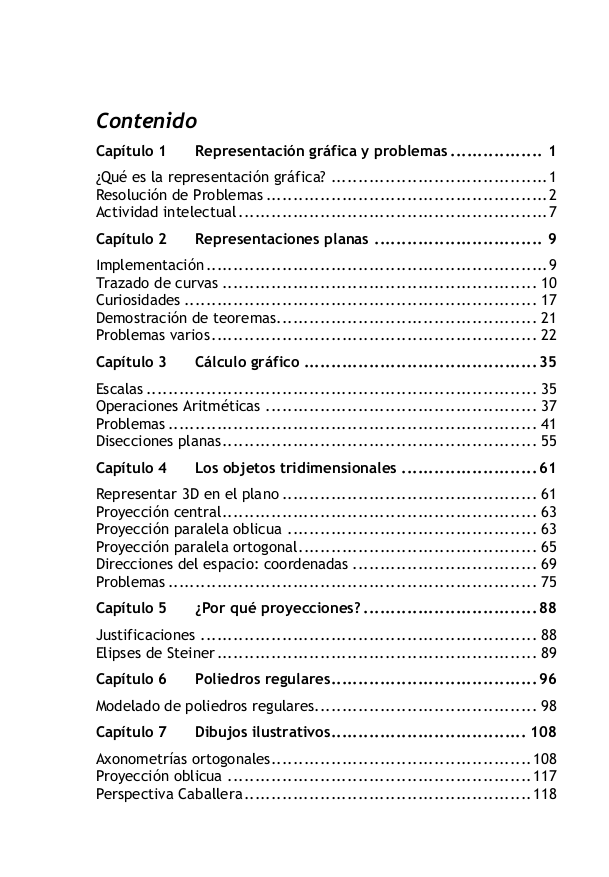 Contenido
Capítulo 1 Representación gráfica y problemas ................. 1
¿Qué es la representación gráfica? ........................................1
Resolución de Problemas ....................................................2
Actividad intelectual.........................................................7
Capítulo 2 Representaciones planas ............................... 9
Implementación...............................................................9
Trazado de curvas .......................................................... 10
Curiosidades ................................................................. 17
Demostración de teoremas................................................ 21
Problemas varios............................................................ 22
Capítulo 3 Cálculo gráfico ...........................................35
Escalas ........................................................................ 35
Operaciones Aritméticas .................................................. 37
Problemas .................................................................... 41
Disecciones planas.......................................................... 55
Capítulo 4 Los objetos tridimensionales .........................61
Representar 3D en el plano ............................................... 61
Proyección central.......................................................... 63
Proyección paralela oblicua .............................................. 63
Proyección paralela ortogonal............................................ 65
Direcciones del espacio: coordenadas .................................. 69
Problemas .................................................................... 75
Capítulo 5 ¿Por qué proyecciones?................................88
Justificaciones .............................................................. 88
Elipses de Steiner........................................................... 89
Capítulo 6 Poliedros regulares......................................96
Modelado de poliedros regulares......................................... 98
Capítulo 7 Dibujos ilustrativos.................................... 108
Axonometrías ortogonales................................................108
Proyección oblicua ........................................................117
Perspectiva Caballera.....................................................118